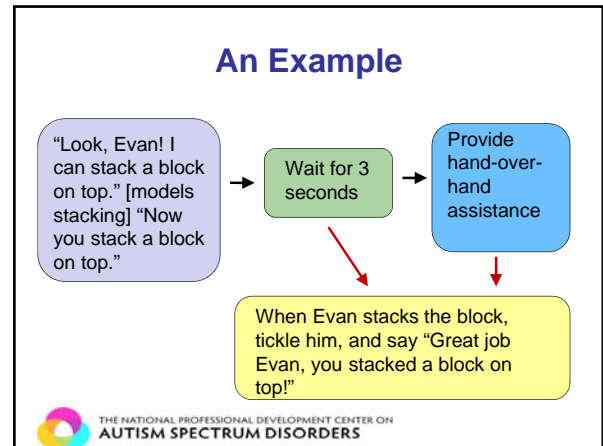 An Example
“Look, Evan! I
can stack a block
on top.” [models
stacking] “Now
you stack a block
on top.”
Wait for 3
seconds
Provide
hand-over-
hand
assistance
When Evan stacks the block,
tickle him, and say “Great job
Evan, you stacked a block on
top!”
THE NATIONAL PROFESSIONAL DEVELOPMENT CENTER ON
AUTISM SPECTRUM DISORDERS